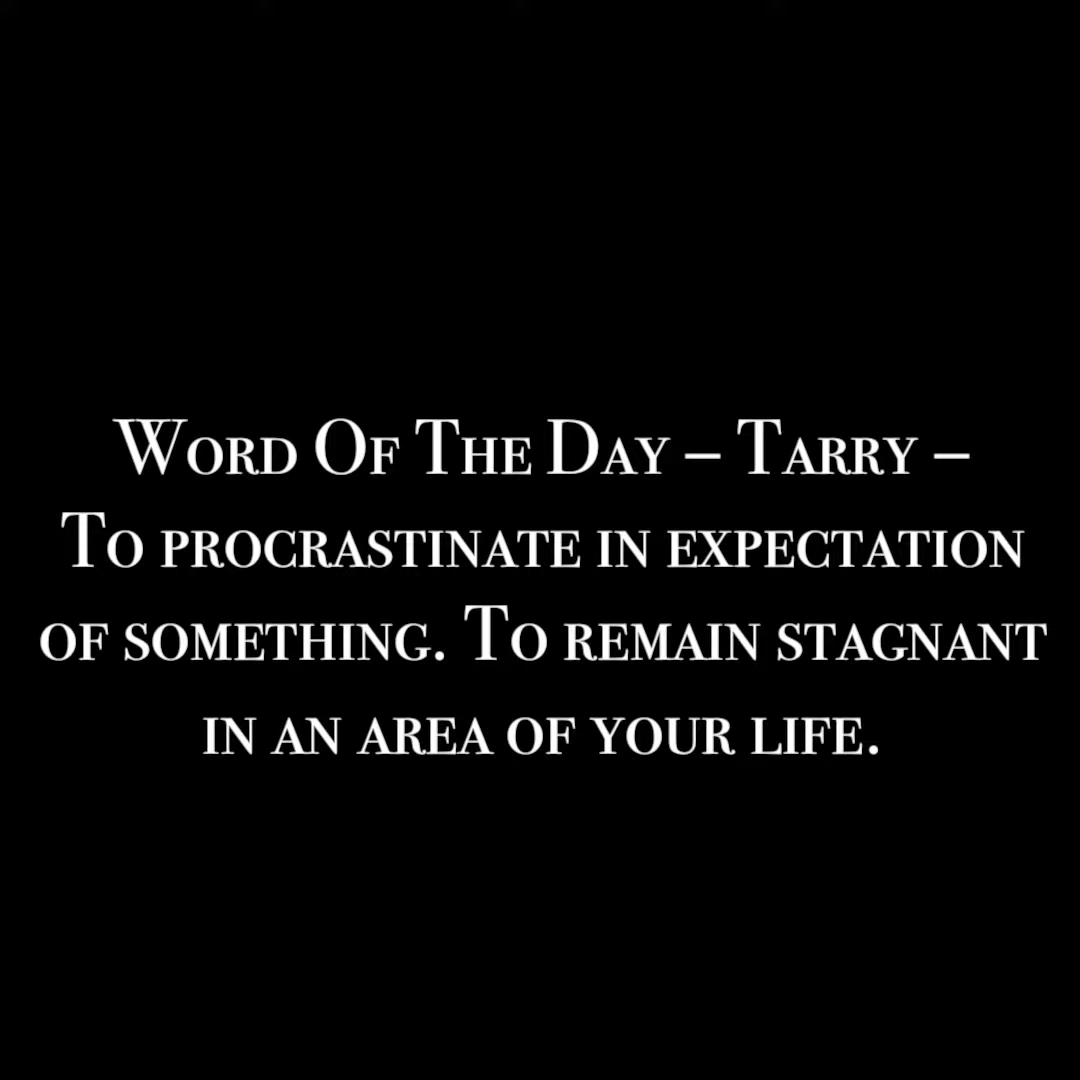 Word Of The Day – Tarry –
To procrastinate in expectation
of something. To remain stagnant
in an area of your life.